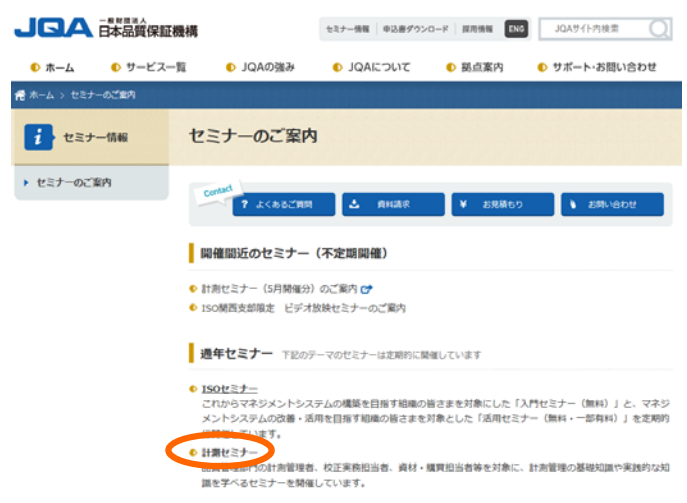 JQA 一般財団法人 日本品質保証機構
セミナー情報 申込書ダウンロード 採用情報 ENG JQAサイト内検索
ホーム サービス一覧 JQAの強み JQAについて 拠点案内 サポート・お問い合わせ
ホーム > セミナーのご案内
i セミナー情報
セミナーのご案内
セミナーのご案内
Contact
? よくあるご質問 資料請求 ¥ お見積もり お問い合わせ
開催間近のセミナー（不定期開催）
計測セミナー（5月開催分）のご案内
ISO関西支部限定 ビデオ放映セミナーのご案内
通年セミナー 下記のテーマのセミナーは定期的に開催しています
ISOセミナー
これからマネジメントシステムの構築を目指す組織の皆さまを対象にした「入門セミナー（無料）」と、マネジ
メントシステムの改善・活用を目指す組織の皆さまを対象とした「活用セミナー（無料・一部有料）」を定期的
に開催しています。
計測セミナー
品質管理部門の計測管理者、校正実務担当者、資材・購買担当者等を対象に、計測管理の基礎知識や実践的な知
識を学べるセミナーを開催しています。